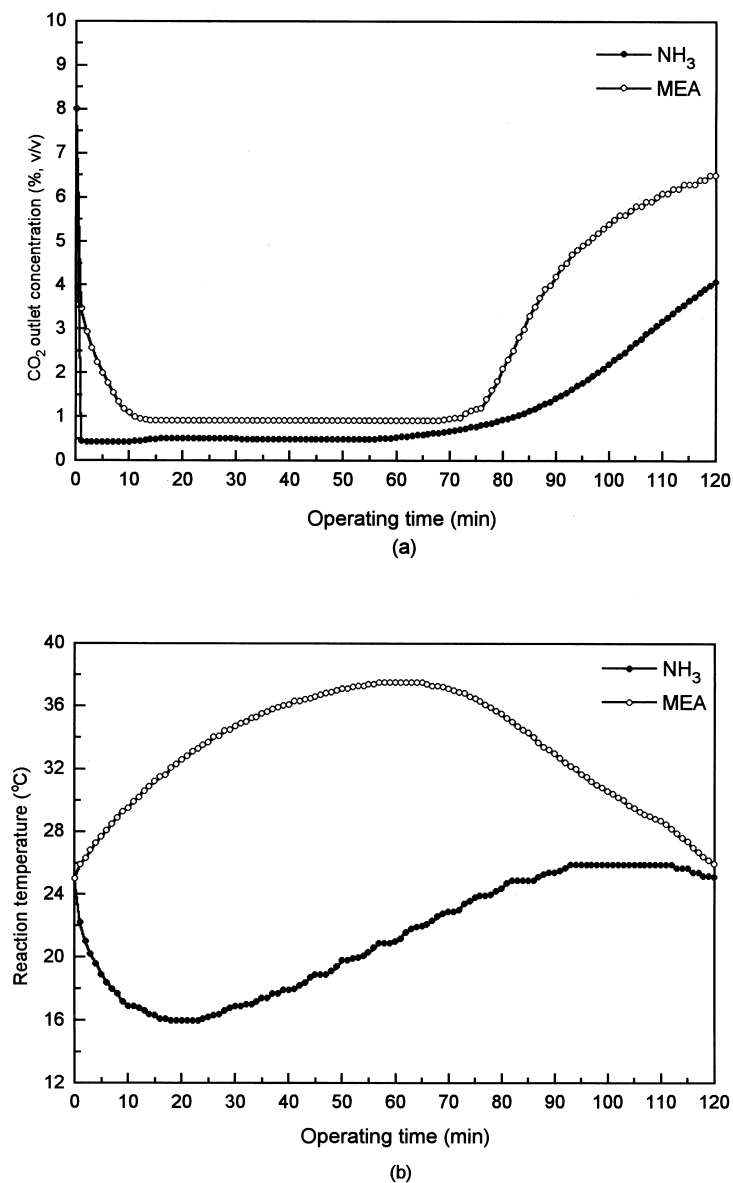 10
9
8
7
6
5
4
3
2
1
0
CO₂ outlet concentration (%, v/v)
NH₃
MEA
0 10 20 30 40 50 60 70 80 90 100 110 120
Operating time (min)
(a)
40
36
32
28
24
20
16
12
Reaction temperature (°C)
NH₃
MEA
0 10 20 30 40 50 60 70 80 90 100 110 120
Operating time (min)
(b)